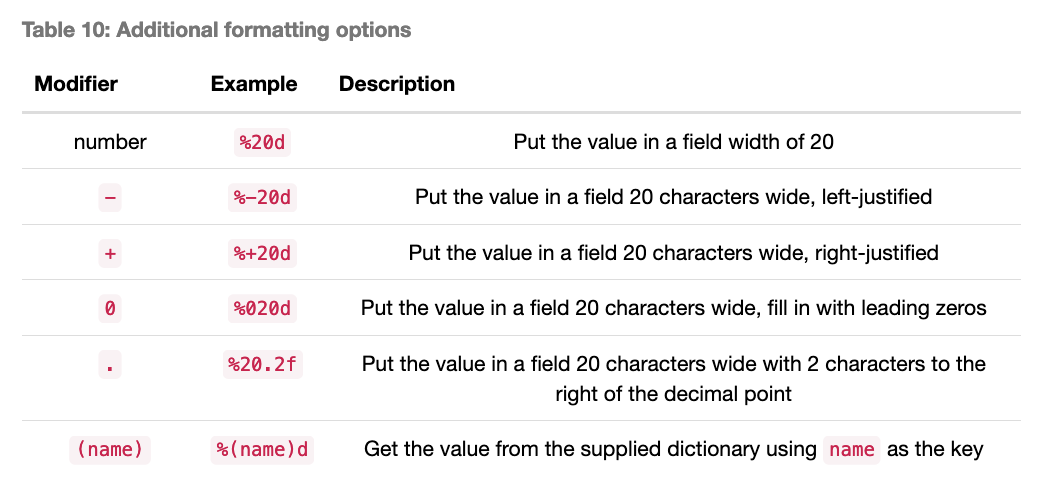 Table 10: Additional formatting options
Modifier Example Description
number %20d Put the value in a field width of 20
- %-20d Put the value in a field 20 characters wide, left-justified
+ %+20d Put the value in a field 20 characters wide, right-justified
0 %020d Put the value in a field 20 characters wide, fill in with leading zeros
. %20.2f Put the value in a field 20 characters wide with 2 characters to the
right of the decimal point
(name) %(name)d Get the value from the supplied dictionary using name as the key